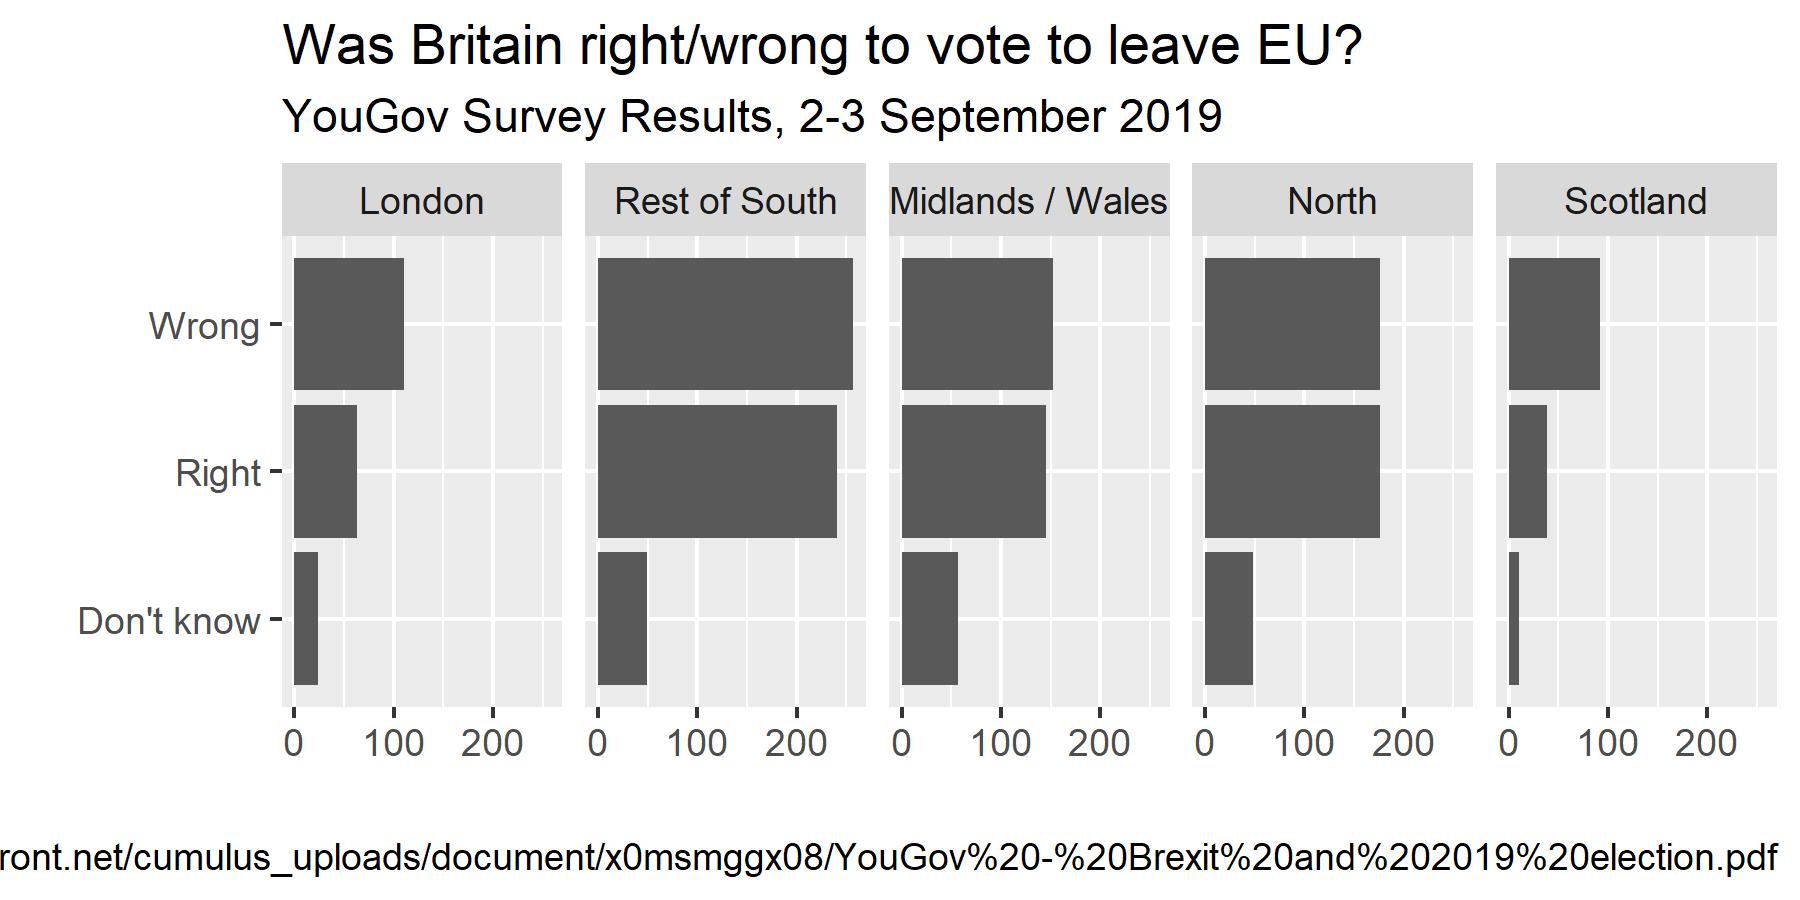 Was Britain right/wrong to vote to leave EU?
YouGov Survey Results, 2-3 September 2019
London Rest of South Midlands / Wales North Scotland
Wrong
Right
Don't know
0 100 200 0 100 200 0 100 200 0 100 200 0 100 200
ront.net/cumulus_uploads/document/x0msmggx08/YouGov%20-%20Brexit%20and%202019%20election.pdf